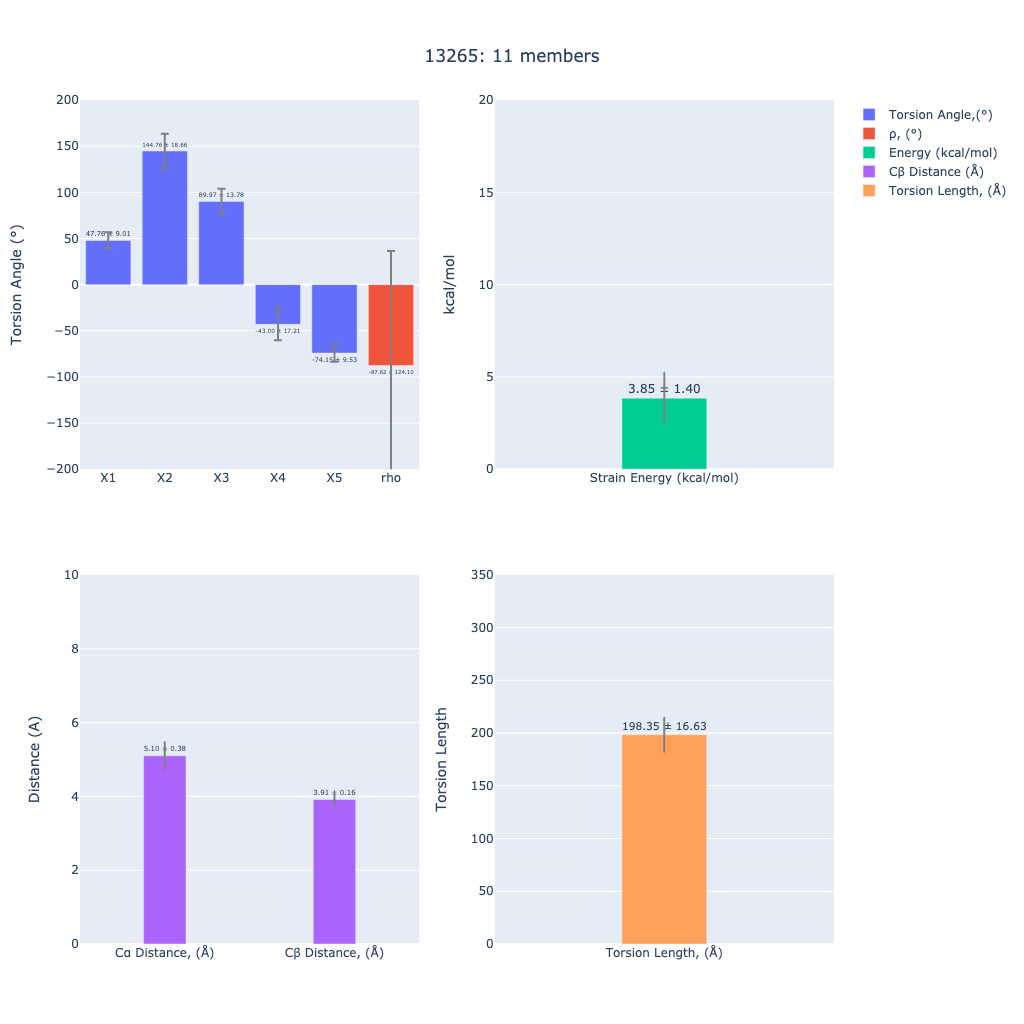 13265: 11 members
200
150
100
50
0
−50
−100
−150
−200
Torsion Angle (°)
47.76 ± 9.01
144.76 ± 18.66
89.97 ± 13.78
-43.00 ± 17.21
-74.15 ± 9.53
-87.62 ± 124.10
X1
X2
X3
X4
X5
rho
20
15
10
5
0
kcal/mol
3.85 ± 1.40
Strain Energy (kcal/mol)
Torsion Angle,(°)
ρ, (°)
Energy (kcal/mol)
Cβ Distance (Å)
Torsion Length, (Å)
10
8
6
4
2
0
Distance (A)
5.10 ± 0.38
3.91 ± 0.16
Cα Distance, (Å)
Cβ Distance, (Å)
350
300
250
200
150
100
50
0
Torsion Length
198.35 ± 16.63
Torsion Length, (Å)